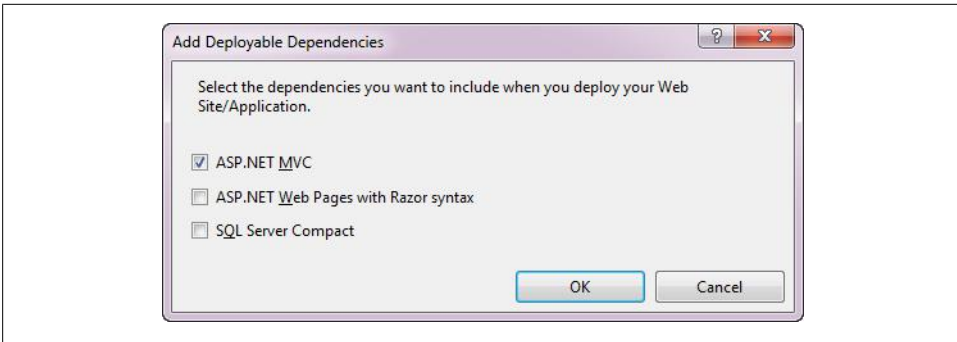 Add Deployable Dependencies
Select the dependencies you want to include when you deploy your Web
Site/Application.
ASP.NET MVC
ASP.NET Web Pages with Razor syntax
SQL Server Compact
OK
Cancel